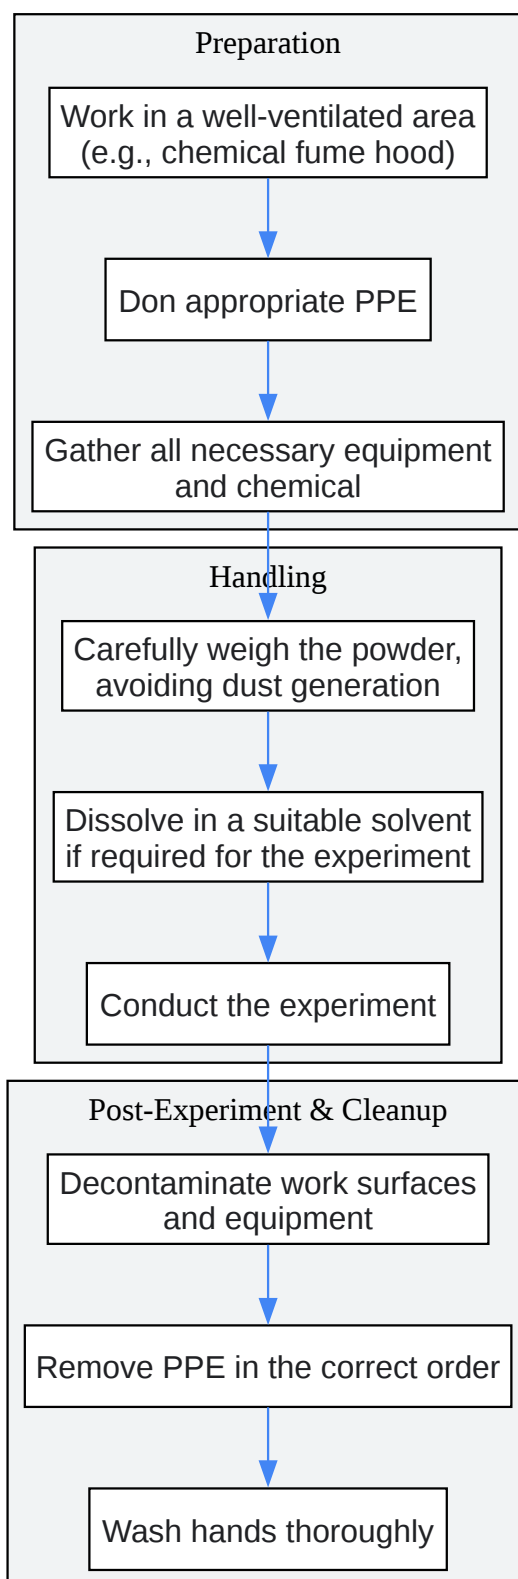 Preparation
Work in a well-ventilated area
(e.g., chemical fume hood)
Don appropriate PPE
Gather all necessary equipment
and chemical
Handling
Carefully weigh the powder,
avoiding dust generation
Dissolve in a suitable solvent
if required for the experiment
Conduct the experiment
Post-Experiment & Cleanup
Decontaminate work surfaces
and equipment
Remove PPE in the correct order
Wash hands thoroughly